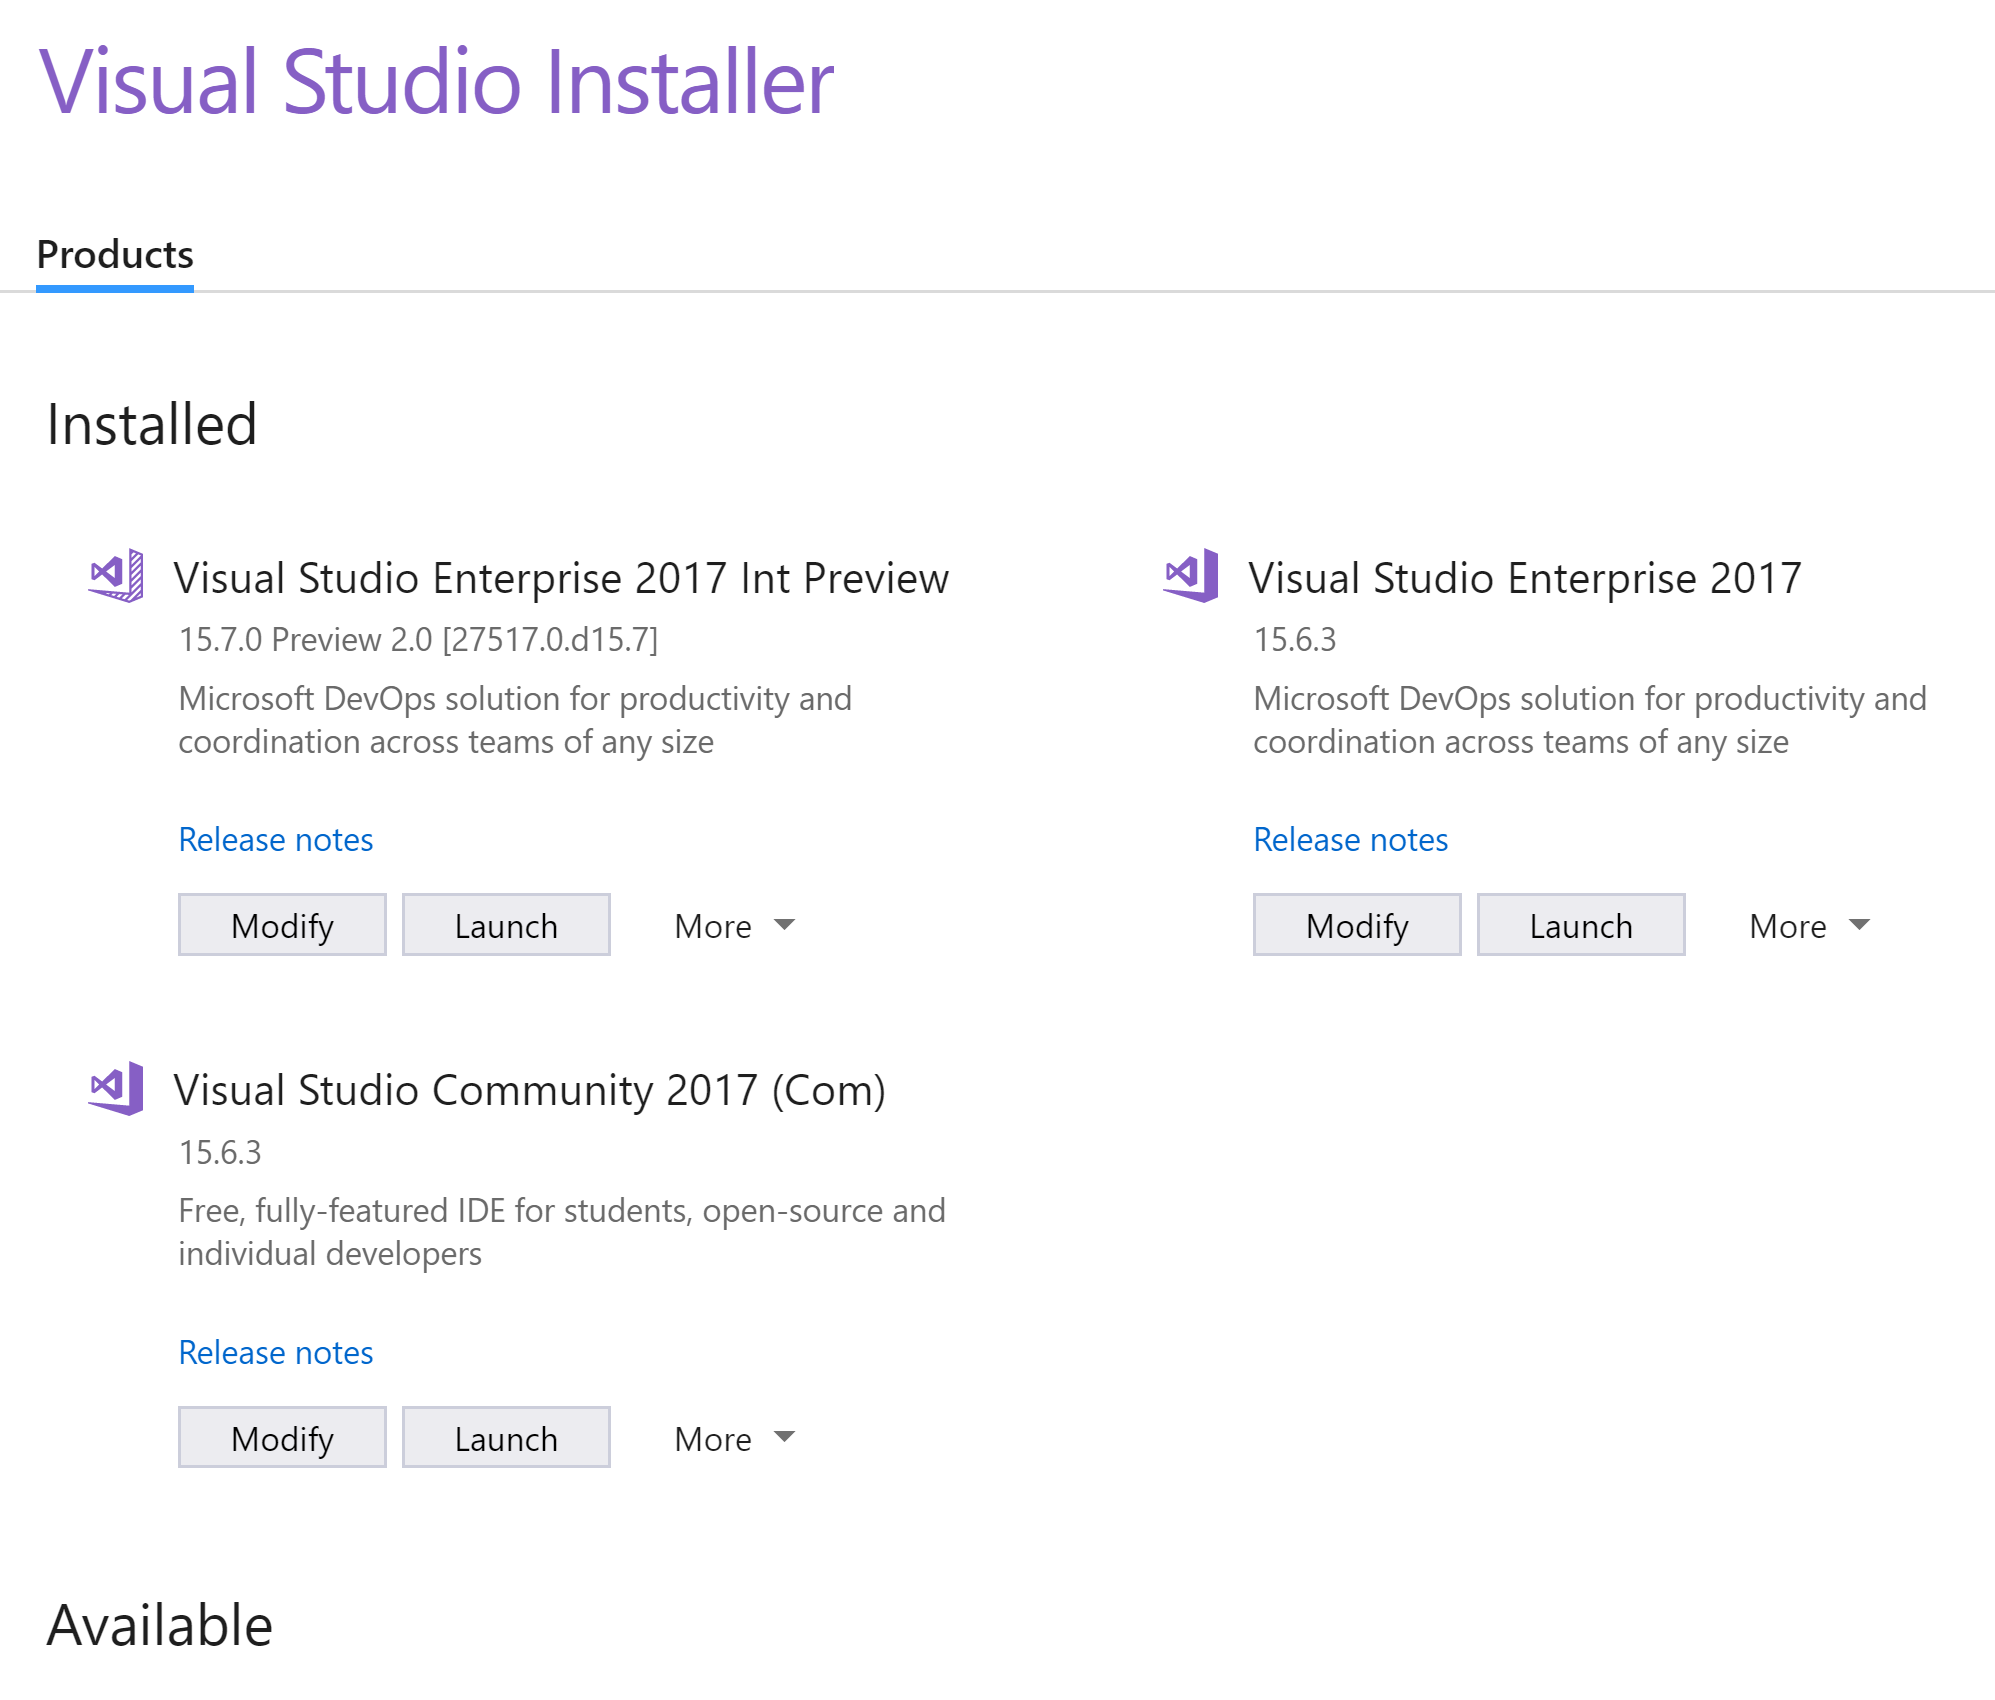 Visual Studio Installer
Products
Installed
Visual Studio Enterprise 2017 Int Preview
15.7.0 Preview 2.0 [27517.0.d15.7]
Microsoft DevOps solution for productivity and
coordination across teams of any size
Release notes
Modify Launch More
Visual Studio Enterprise 2017
15.6.3
Microsoft DevOps solution for productivity and
coordination across teams of any size
Release notes
Modify Launch More
Visual Studio Community 2017 (Com)
15.6.3
Free, fully-featured IDE for students, open-source and
individual developers
Release notes
Modify Launch More
Available